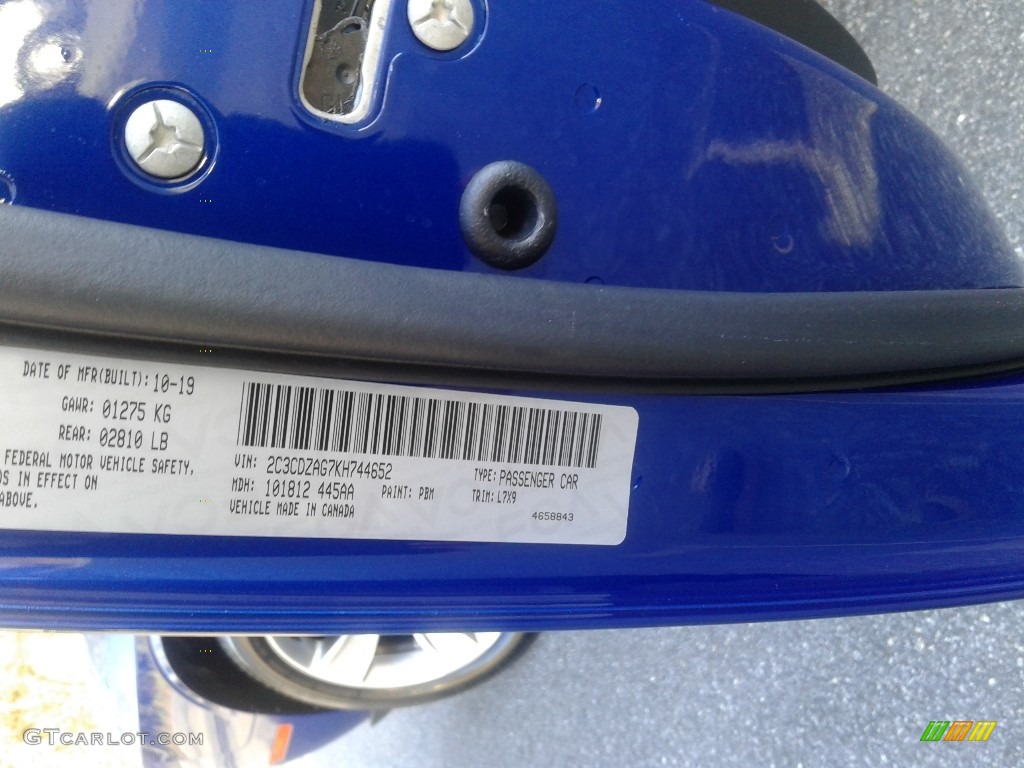 DATE OF MFR(BUILT): 10-19
GAWR: 01275 KG
REAR: 02810 LB
FEDERAL MOTOR VEHICLE SAFETY,
DS IN EFFECT ON
ABOVE.
VIN: 2C3CDZAG7KH744652
TYPE: PASSENGER CAR
MDH: 101812 445AA PAINT: PBM TRIM: L7X9
VEHICLE MADE IN CANADA
4658843
GTCARLOT.COM